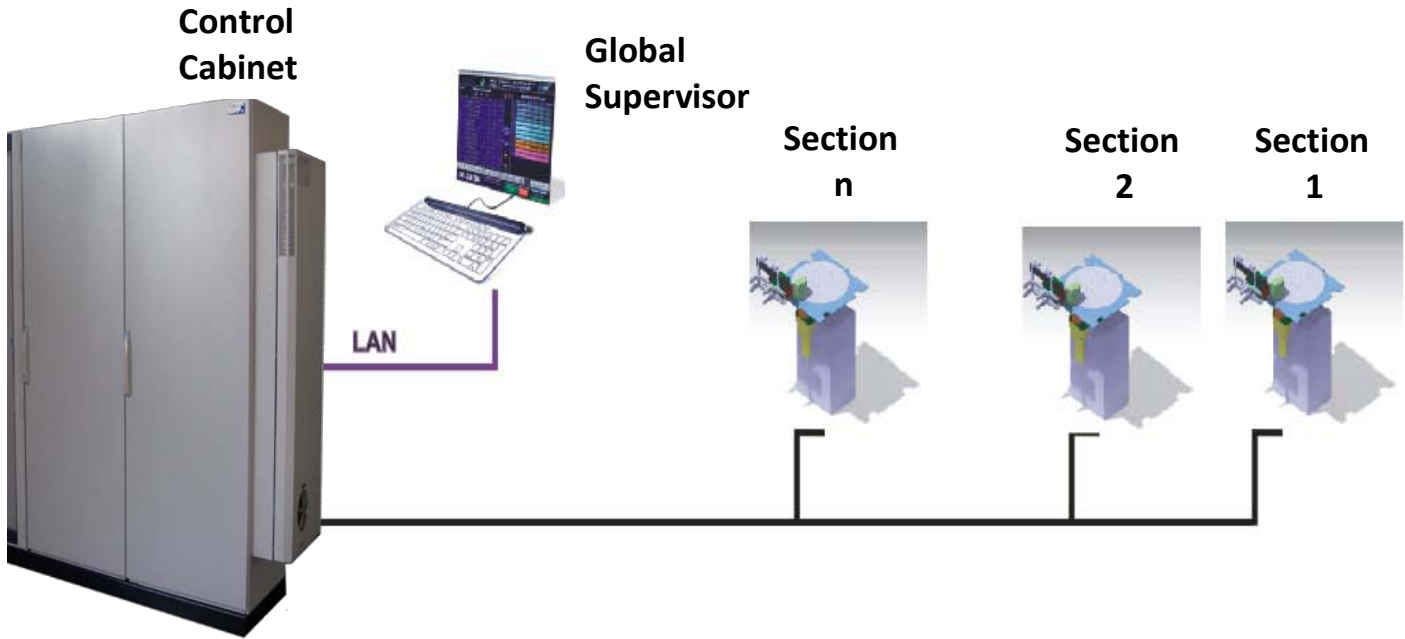 Control
Cabinet
Global
Supervisor
Section
n
Section
2
Section
1
LAN